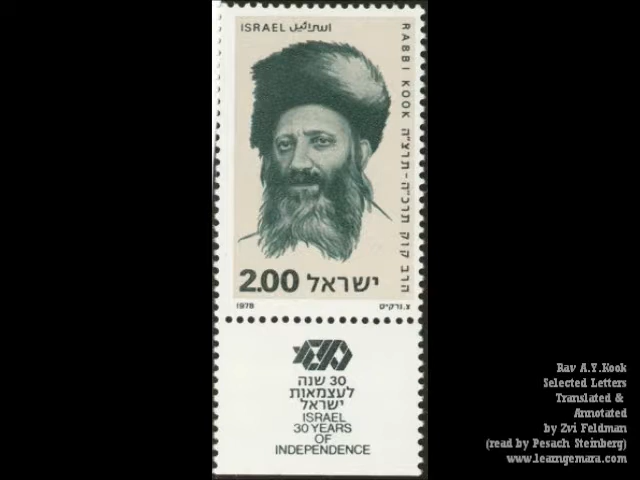 ISRAEL اسرائيل
RABBI KOOK
הרב קוק תרכ"ה - תרצ"ה
2.00 ישראל
1978
צ. נרקיס
30 שנה
לעצמאות
ישראל
ISRAEL
30 YEARS
OF
INDEPENDENCE
Rav A.Y.Kook
Selected Letters
Translated &
Annotated
by Zvi Feldman
(read by Pesach Steinberg)
www.learngemara.com